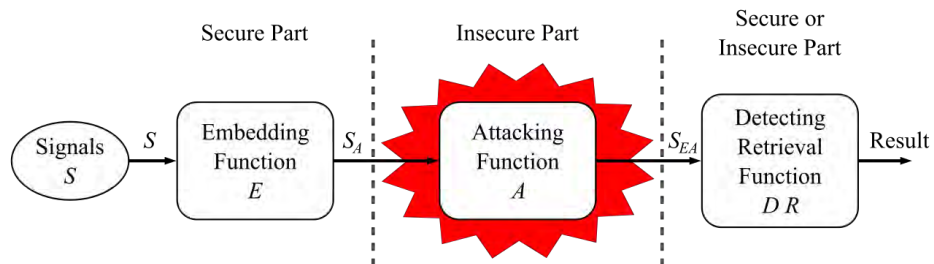 Secure Part
Insecure Part
Secure or
Insecure Part
Signals
S
S
Embedding
Function
E
S_A
Attacking
Function
A
S_EA
Detecting
Retrieval
Function
D R
Result